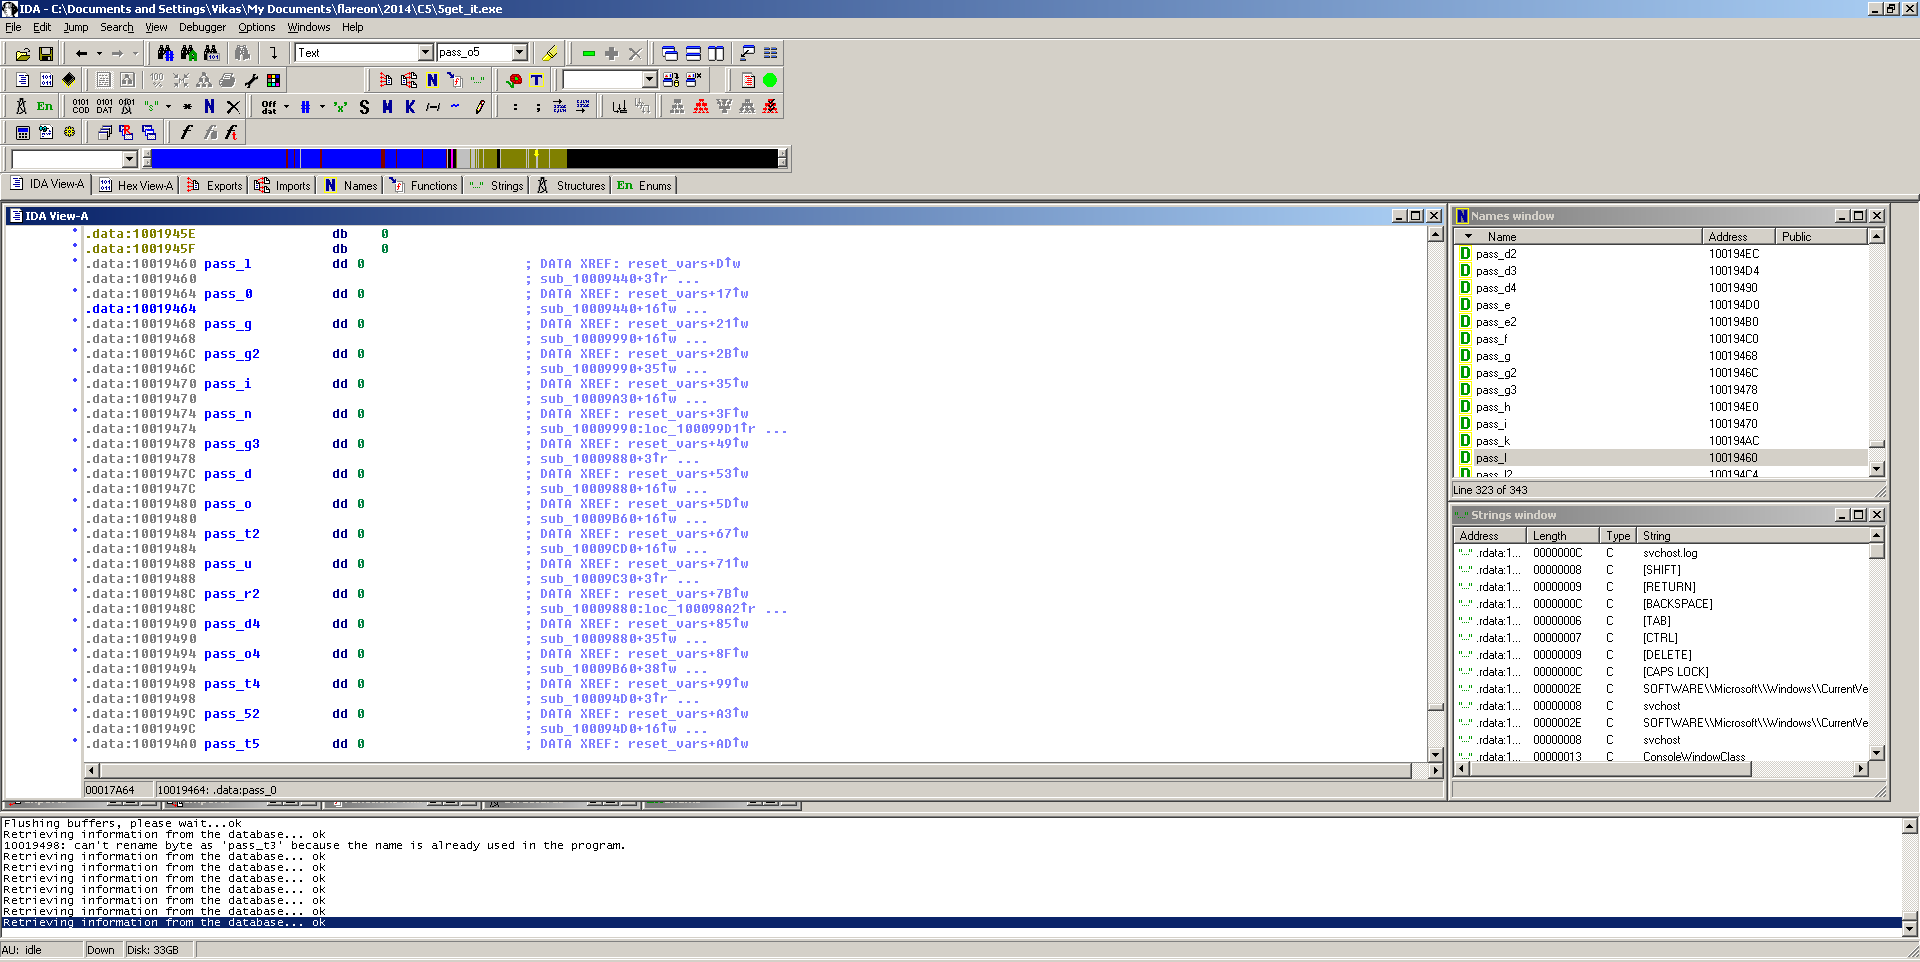 IDA - C:\Documents and Settings\Vikas\My Documents\flareon\2014\C5\5get_it.exe
File Edit Jump Search View Debugger Options Windows Help
Text pass_o5
IDA View-A Hex View-A Exports Imports Names Functions Strings Structures En Enums
IDA View-A
.data:1001945E db 0
.data:1001945F db 0
.data:10019460 pass_l dd 0 ; DATA XREF: reset_vars+D↑w
.data:10019460 ; sub_10009440+3↑r ...
.data:10019464 pass_0 dd 0 ; DATA XREF: reset_vars+17↑w
.data:10019464 ; sub_10009440+16↑w ...
.data:10019468 pass_g dd 0 ; DATA XREF: reset_vars+21↑w
.data:10019468 ; sub_10009990+16↑w ...
.data:1001946C pass_g2 dd 0 ; DATA XREF: reset_vars+2B↑w
.data:1001946C ; sub_10009990+35↑w ...
.data:10019470 pass_i dd 0 ; DATA XREF: reset_vars+35↑w
.data:10019470 ; sub_10009A30+16↑w ...
.data:10019474 pass_n dd 0 ; DATA XREF: reset_vars+3F↑w
.data:10019474 ; sub_10009990:loc_100099D1↑r ...
.data:10019478 pass_g3 dd 0 ; DATA XREF: reset_vars+49↑w
.data:10019478 ; sub_10009880+3↑r ...
.data:1001947C pass_d dd 0 ; DATA XREF: reset_vars+53↑w
.data:1001947C ; sub_10009880+16↑w ...
.data:10019480 pass_o dd 0 ; DATA XREF: reset_vars+5D↑w
.data:10019480 ; sub_10009B60+16↑w ...
.data:10019484 pass_t2 dd 0 ; DATA XREF: reset_vars+67↑w
.data:10019484 ; sub_10009CD0+16↑w ...
.data:10019488 pass_u dd 0 ; DATA XREF: reset_vars+71↑w
.data:10019488 ; sub_10009C30+3↑r ...
.data:1001948C pass_r2 dd 0 ; DATA XREF: reset_vars+7B↑w
.data:1001948C ; sub_10009880:loc_100098A2↑r ...
.data:10019490 pass_d4 dd 0 ; DATA XREF: reset_vars+85↑w
.data:10019490 ; sub_10009880+35↑w ...
.data:10019494 pass_o4 dd 0 ; DATA XREF: reset_vars+8F↑w
.data:10019494 ; sub_10009B60+38↑w ...
.data:10019498 pass_t4 dd 0 ; DATA XREF: reset_vars+99↑w
.data:10019498 ; sub_100094D0+3↑r ...
.data:1001949C pass_52 dd 0 ; DATA XREF: reset_vars+A3↑w
.data:1001949C ; sub_100094D0+16↑w ...
.data:100194A0 pass_t5 dd 0 ; DATA XREF: reset_vars+AD↑w
00017A64 10019464: .data:pass_0
Names window
Name Address Public
pass_d2 100194EC
pass_d3 100194D4
pass_d4 10019490
pass_e 100194D0
pass_e2 100194B0
pass_f 100194C0
pass_g 10019468
pass_g2 1001946C
pass_g3 10019478
pass_h 100194E0
pass_i 10019470
pass_k 100194AC
pass_l 10019460
pass_l2 100194C4
Line 323 of 343
Strings window
Address Length Type String
.rdata:1... 0000000C C svchost.log
.rdata:1... 00000008 C [SHIFT]
.rdata:1... 00000009 C [RETURN]
.rdata:1... 0000000C C [BACKSPACE]
.rdata:1... 00000006 C [TAB]
.rdata:1... 00000007 C [CTRL]
.rdata:1... 00000009 C [DELETE]
.rdata:1... 0000000C C [CAPS LOCK]
.rdata:1... 0000002E C SOFTWARE\\Microsoft\\Windows\\CurrentVe
.rdata:1... 00000008 C svchost
.rdata:1... 0000002E C SOFTWARE\\Microsoft\\Windows\\CurrentVe
.rdata:1... 00000008 C svchost
.rdata:1... 00000013 C ConsoleWindowClass
Flushing buffers, please wait...ok
Retrieving information from the database... ok
10019498: can't rename byte as 'pass_t3' because the name is already used in the program.
Retrieving information from the database... ok
Retrieving information from the database... ok
Retrieving information from the database... ok
Retrieving information from the database... ok
Retrieving information from the database... ok
Retrieving information from the database... ok
Retrieving information from the database... ok
AU: idle Down Disk: 33GB